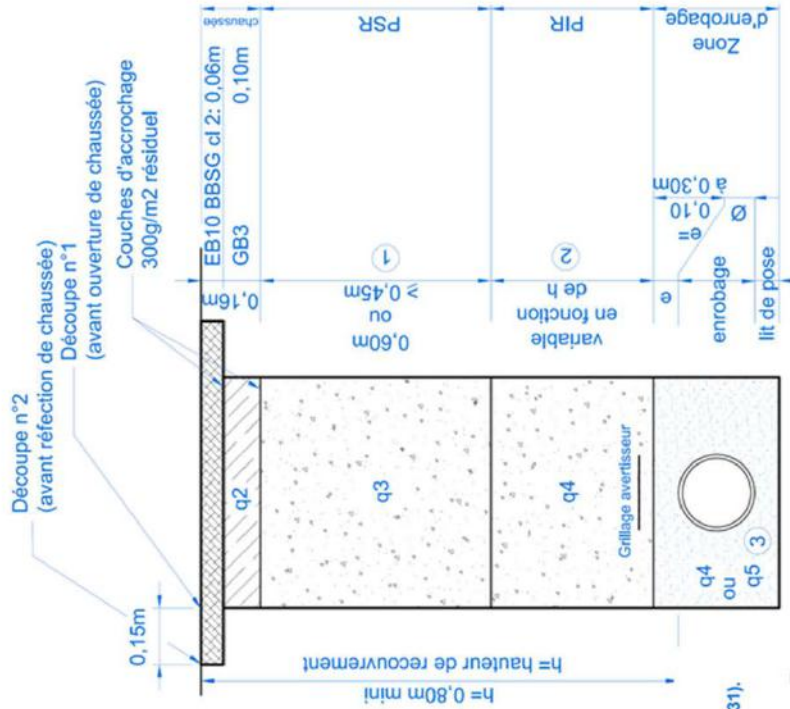 Découpe n°2
(avant réfection de chaussée)
Découpe n°1
(avant ouverture de chaussée)
Couches d'accrochage
300g/m2 résiduel
0,15m
EB10 BBSG cl 2: 0,06m
GB3 0,10m
chaussée
0,16m
q2
q3
0,60m
ou
≥ 0,45m
1
PSR
h= 0,80m mini
h= hauteur de recouvrement
q4
Grillage avertisseur
variable
en fonction
de h
2
PIR
q4
ou
q5
3
e
enrobage
lit de pose
e=
0,10
à 0,30m
Ø
Zone
d'enrobage
31).